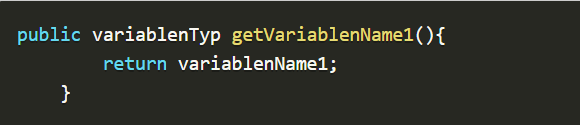 public variablenTyp getVariablenName1(){
return variablenName1;
}